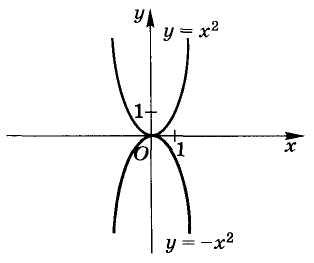 y
y = x²
1
O
1
x
y = -x²